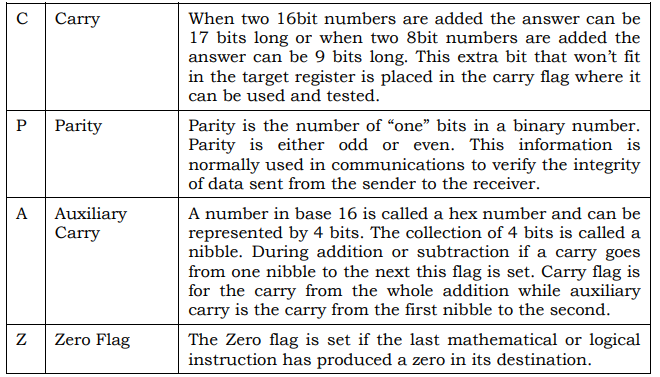 C Carry When two 16bit numbers are added the answer can be
17 bits long or when two 8bit numbers are added the
answer can be 9 bits long. This extra bit that won’t fit
in the target register is placed in the carry flag where it
can be used and tested.
P Parity Parity is the number of “one” bits in a binary number.
Parity is either odd or even. This information is
normally used in communications to verify the integrity
of data sent from the sender to the receiver.
A Auxiliary A number in base 16 is called a hex number and can be
Carry represented by 4 bits. The collection of 4 bits is called a
nibble. During addition or subtraction if a carry goes
from one nibble to the next this flag is set. Carry flag is
for the carry from the whole addition while auxiliary
carry is the carry from the first nibble to the second.
Z Zero Flag The Zero flag is set if the last mathematical or logical
instruction has produced a zero in its destination.